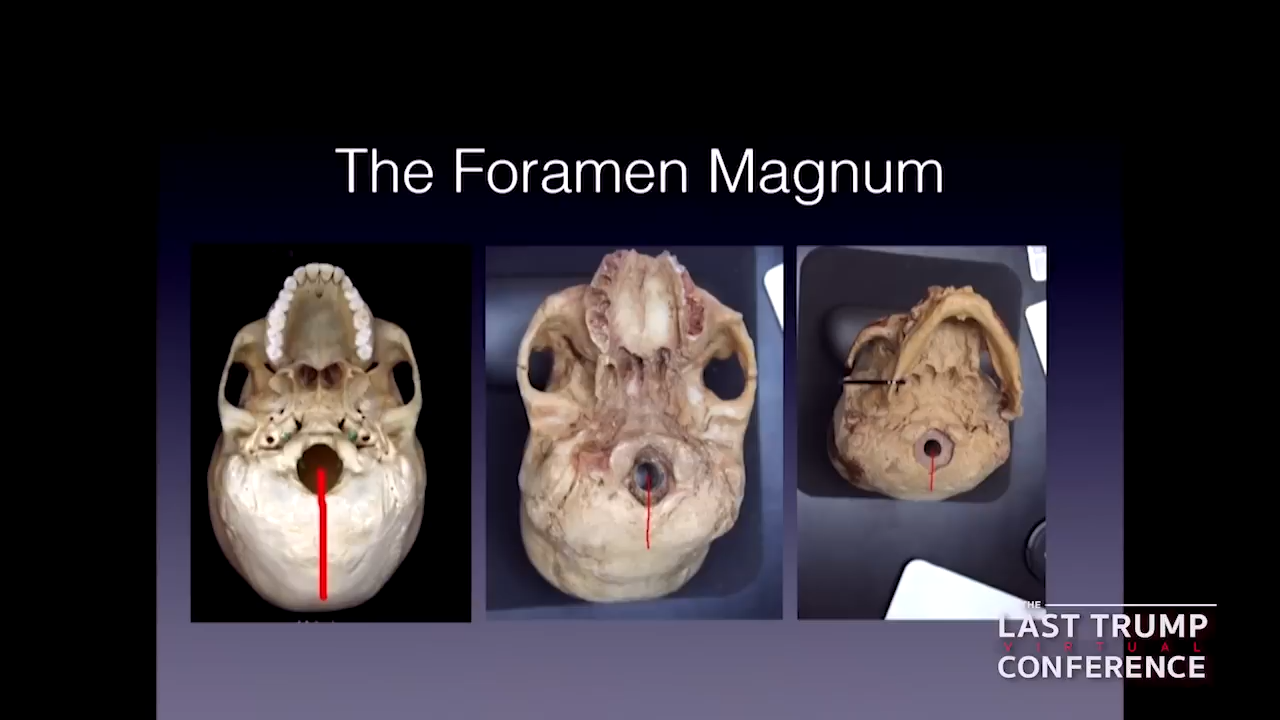 The Foramen Magnum
THE
LAST TRUMP
VIRTUAL
CONFERENCE